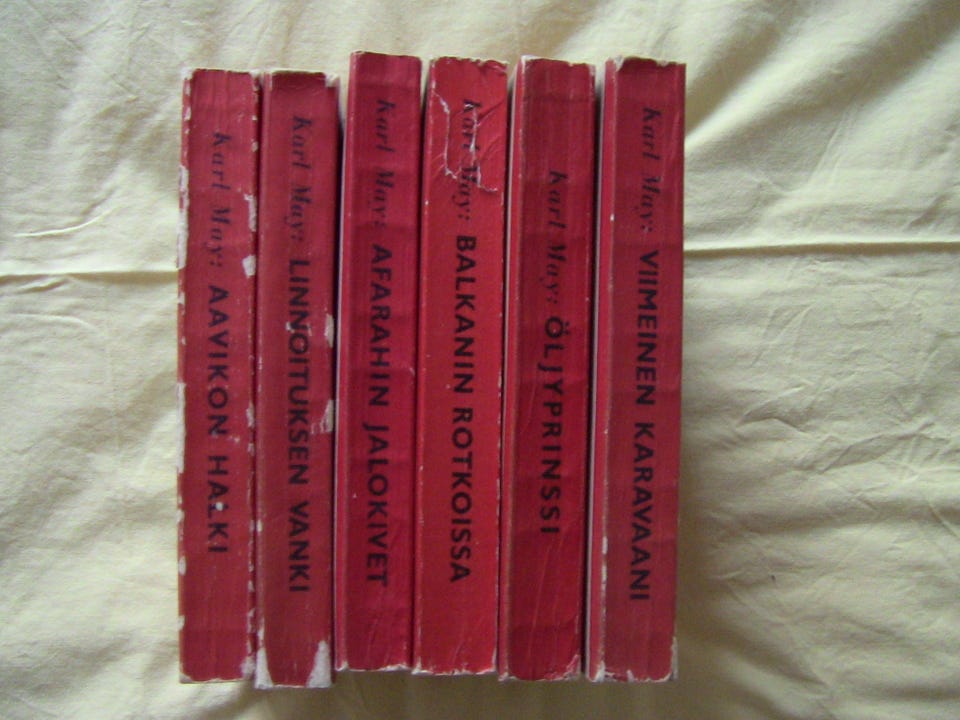 Karl May: AAVIKON HALKI
Karl May: LINNOITUKSEN VANKI
Karl May: AFARAHIN JALOKIVET
Karl May: BALKANIN ROTKOISSA
Karl May: ÖLJYPRINSSI
Karl May: VIIMEINEN KARAVAANI